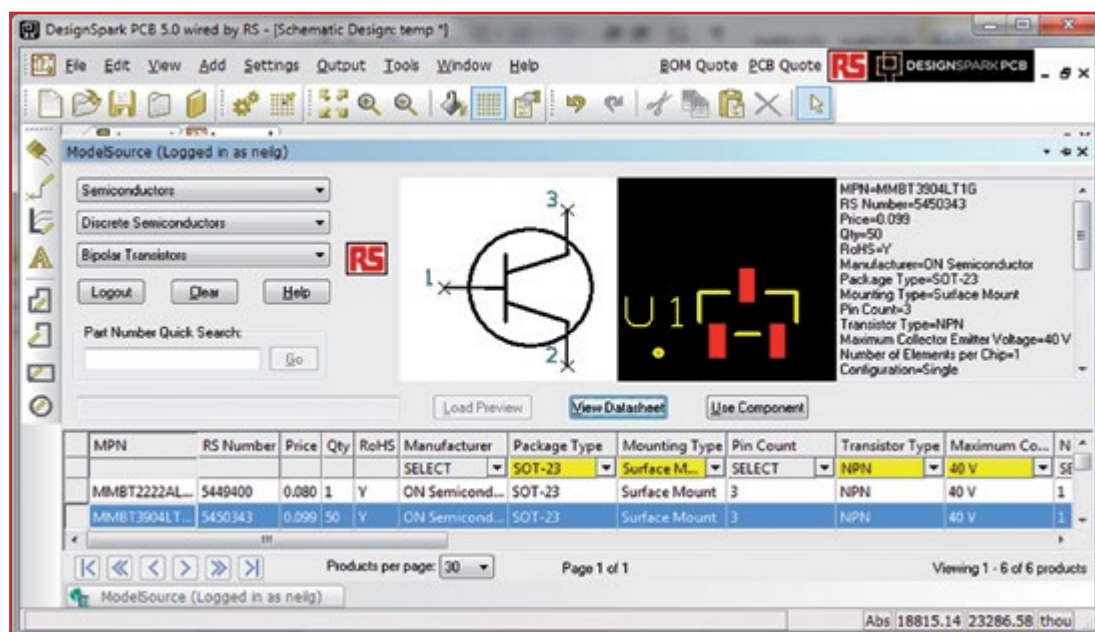 DesignSpark PCB 5.0 wired by RS - [Schematic Design: temp *]
File Edit View Add Settings Output Tools Window Help BOM Quote PCB Quote RS DESIGNSPARK PCB
ModelSource (Logged in as neilg)
Semiconductors
Discrete Semiconductors
Bipolar Transistors
RS
Logout Clear Help
Part Number Quick Search:
Go
3
1
2
U1
MPN=MMBT3904LT1G
RS Number=5450343
Price=0.099
Qty=50
RoHS=Y
Manufacturer=ON Semiconductor
Package Type=SOT-23
Mounting Type=Surface Mount
Pin Count=3
Transistor Type=NPN
Maximum Collector Emitter Voltage=40 V
Number of Elements per Chip=1
Configuration=Single
Load Preview View Datasheet Use Component
MPN RS Number Price Qty RoHS Manufacturer Package Type Mounting Type Pin Count Transistor Type Maximum Co... N
SELECT SOT-23 Surface M... SELECT NPN 40 V SE
MMBT2222AL... 5449400 0.080 1 Y ON Semicond... SOT-23 Surface Mount 3 NPN 40 V 1
MMBT3904LT... 5450343 0.099 50 Y ON Semicond... SOT-23 Surface Mount 3 NPN 40 V 1
Products per page: 30 Page 1 of 1 Viewing 1 - 6 of 6 products
ModelSource (Logged in as neilg)
Abs 18815.14 23286.58 thou